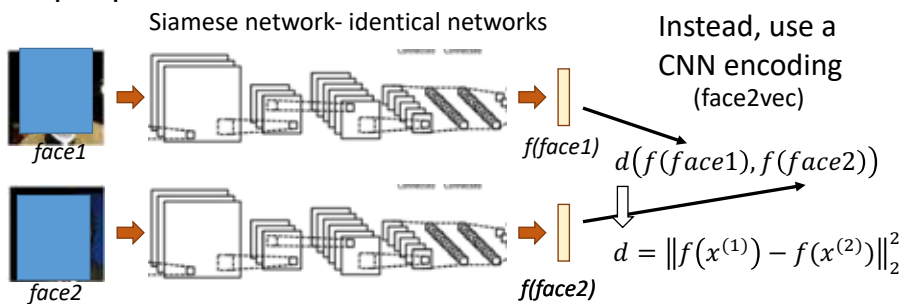 Siamese network- identical networks
Instead, use a
CNN encoding
(face2vec)
face1
f(face1)
d(f(face1), f(face2))
face2
f(face2)
d = ‖f(x⁽¹⁾) − f(x⁽²⁾)‖₂²